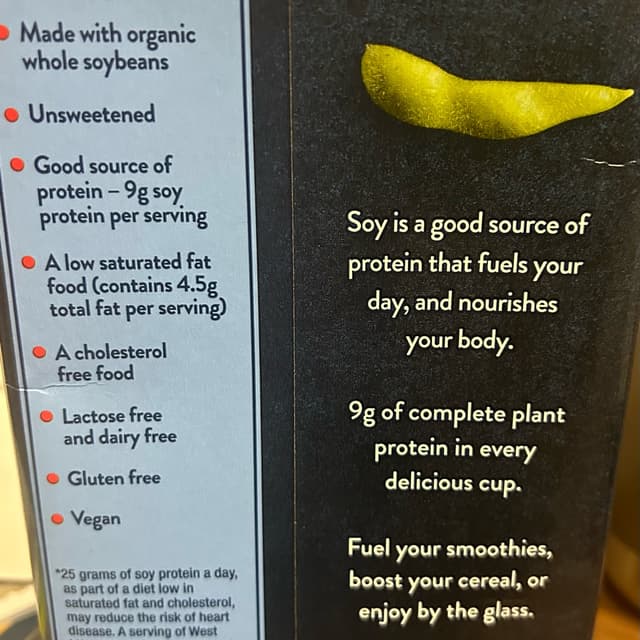 Made with organic
whole soybeans
Unsweetened
Good source of
protein – 9g soy
protein per serving
A low saturated fat
food (contains 4.5g
total fat per serving)
A cholesterol
free food
Lactose free
and dairy free
Gluten free
Vegan
*25 grams of soy protein a day,
as part of a diet low in
saturated fat and cholesterol,
may reduce the risk of heart
disease. A serving of West
Soy is a good source of
protein that fuels your
day, and nourishes
your body.
9g of complete plant
protein in every
delicious cup.
Fuel your smoothies,
boost your cereal, or
enjoy by the glass.